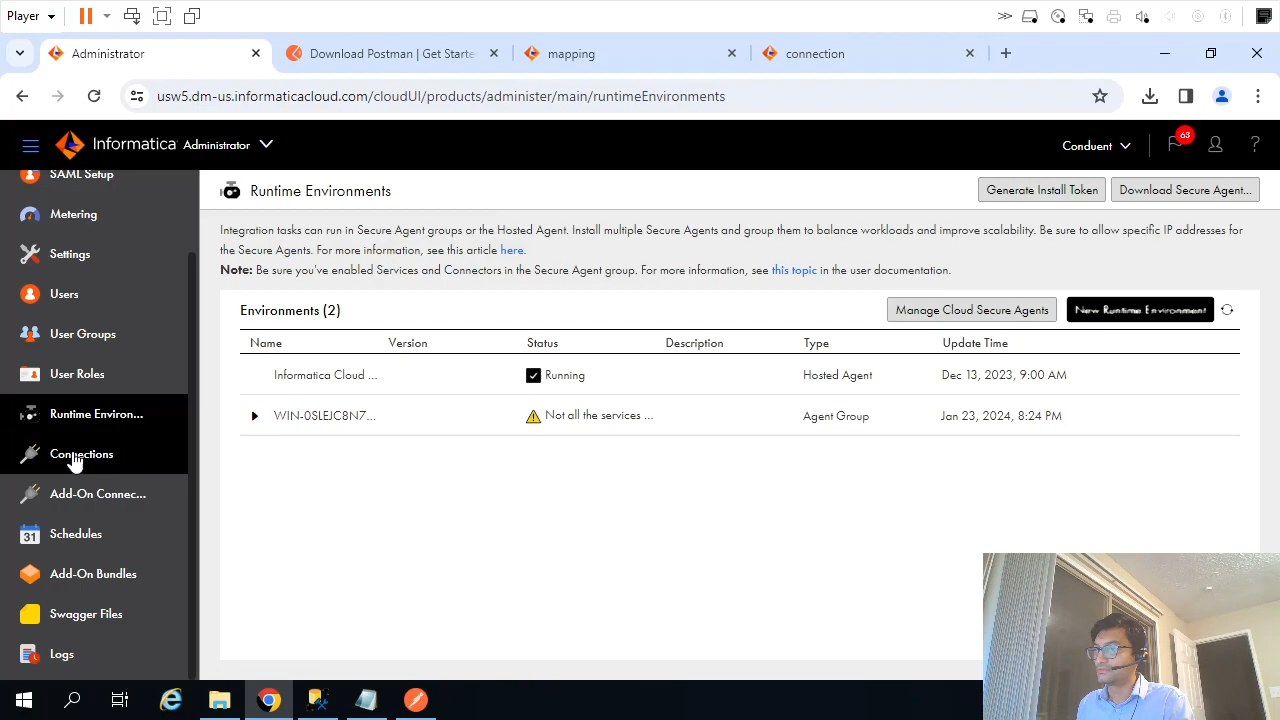 Player
Administrator
Download Postman | Get Starte
mapping
connection
usw5.dm-us.informaticacloud.com/cloudUI/products/administer/main/runtimeEnvironments
Informatica Administrator
Conduent
63
SAML Setup
Metering
Settings
Users
User Groups
User Roles
Runtime Environ...
Connections
Add-On Connec...
Schedules
31
Add-On Bundles
Swagger Files
Logs
Runtime Environments
Generate Install Token
Download Secure Agent...
Integration tasks can run in Secure Agent groups or the Hosted Agent. Install multiple Secure Agents and group them to balance workloads and improve scalability. Be sure to allow specific IP addresses for
the Secure Agents. For more information, see this article here.
Note: Be sure you've enabled Services and Connectors in the Secure Agent group. For more information, see this topic in the user documentation.
Environments (2)
Manage Cloud Secure Agents
New Runtime Environment
Name Version Status Description Type Update Time
Informatica Cloud ... Running Hosted Agent Dec 13, 2023, 9:00 AM
WIN-0SLEJC8N7... Not all the services ... Agent Group Jan 23, 2024, 8:24 PM